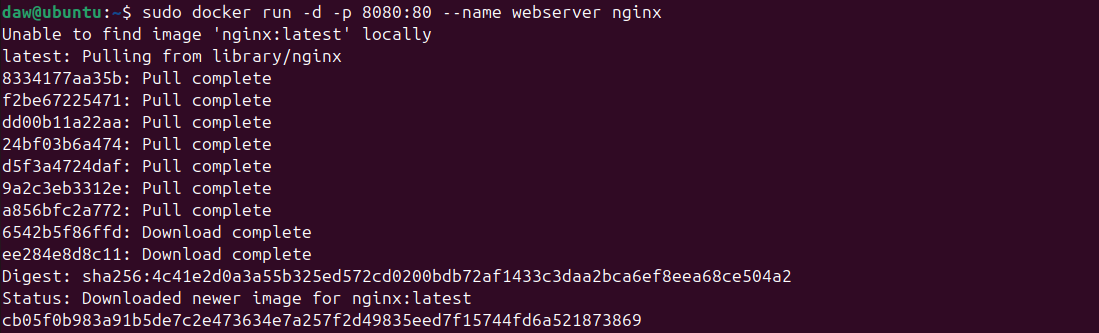 daw@ubuntu:~$ sudo docker run -d -p 8080:80 --name webserver nginx
Unable to find image 'nginx:latest' locally
latest: Pulling from library/nginx
8334177aa35b: Pull complete
f2be67225471: Pull complete
dd00b11a22aa: Pull complete
24bf03b6a474: Pull complete
d5f3a4724daf: Pull complete
9a2c3eb3312e: Pull complete
a856bfc2a772: Pull complete
6542b5f86ffd: Download complete
ee284e8d8c11: Download complete
Digest: sha256:4c41e2d0a3a55b325ed572cd0200bdb72af1433c3daa2bca6ef8eea68ce504a2
Status: Downloaded newer image for nginx:latest
cb05f0b983a91b5de7c2e473634e7a257f2d49835eed7f15744fd6a521873869